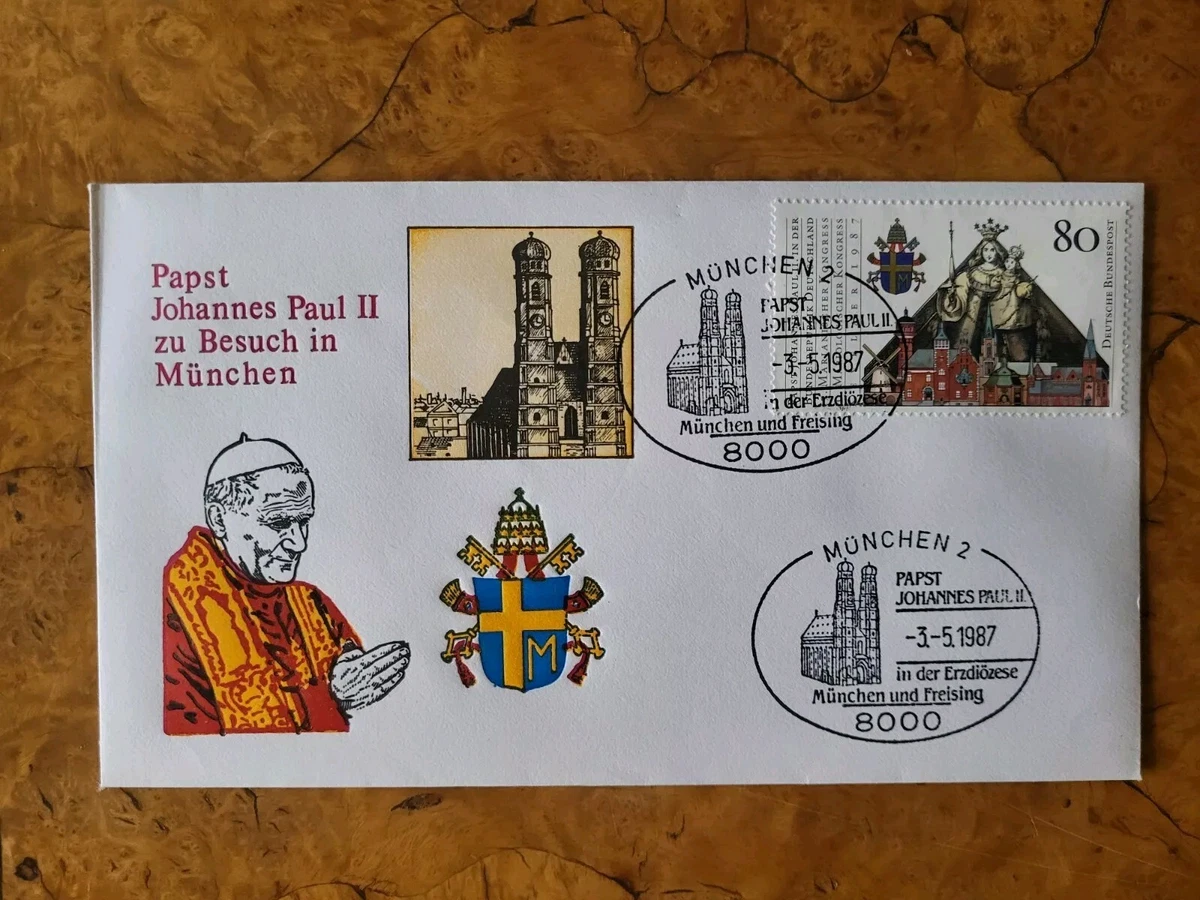 Papst
Johannes Paul II
zu Besuch in
München
M
MÜNCHEN 2
PAPST
JOHANNES PAUL II.
-3.-5.1987
in der Erzdiözese
München und Freising
8000
80
DEUTSCHE BUNDESPOST
M
MÜNCHEN 2
PAPST
JOHANNES PAUL II.
-3.-5.1987
in der Erzdiözese
München und Freising
8000